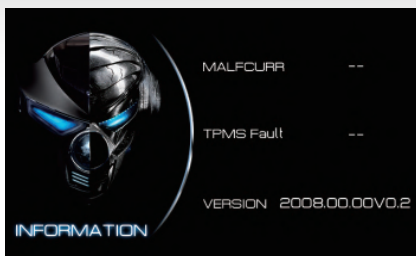 MALFCURR --
TPMS Fault --
VERSION 2008.00.00V0.2
INFORMATION